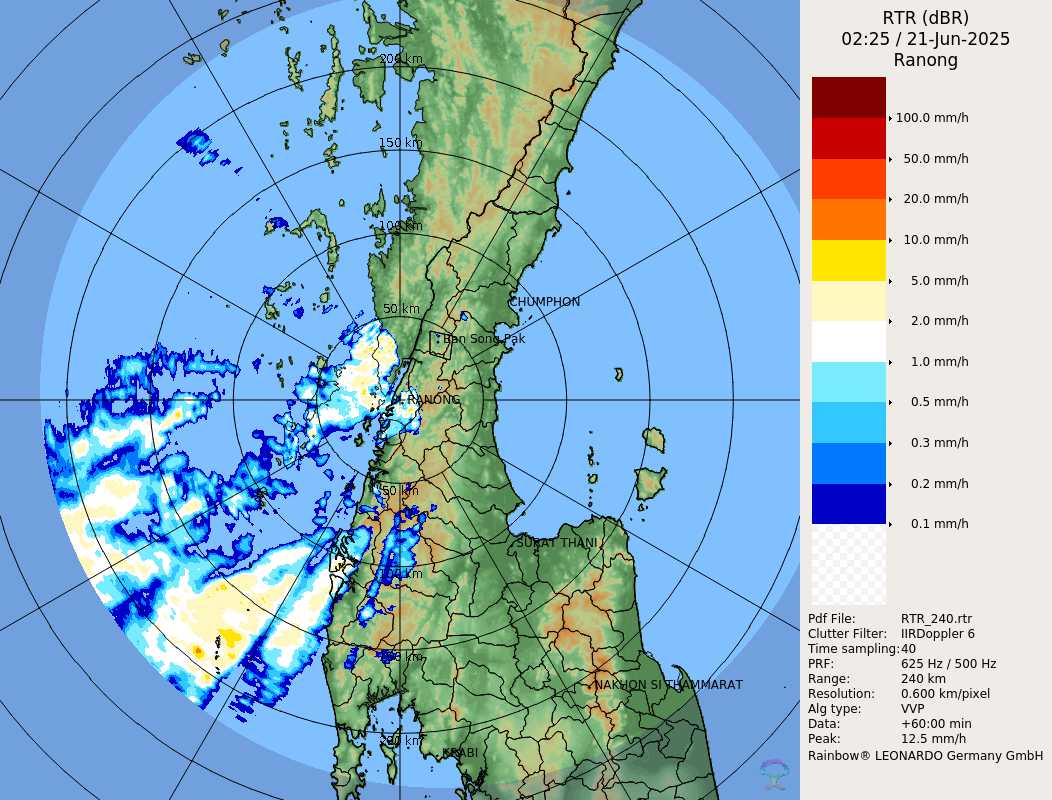 RTR (dBR)
02:25 / 21-Jun-2025
Ranong
100.0 mm/h
50.0 mm/h
20.0 mm/h
10.0 mm/h
5.0 mm/h
2.0 mm/h
1.0 mm/h
0.5 mm/h
0.3 mm/h
0.2 mm/h
0.1 mm/h
Pdf File: RTR_240.rtr
Clutter Filter: IIRDoppler 6
Time sampling: 40
PRF: 625 Hz / 500 Hz
Range: 240 km
Resolution: 0.600 km/pixel
Alg type: VVP
Data: +60:00 min
Peak: 12.5 mm/h
Rainbow® LEONARDO Germany GmbH
200 km
150 km
100 km
50 km
CHUMPHON
Ban Song Pak
RANONG
50 km
SURAT THANI
100 km
150 km
NAKHON SI THAMMARAT
200 km
KRABI